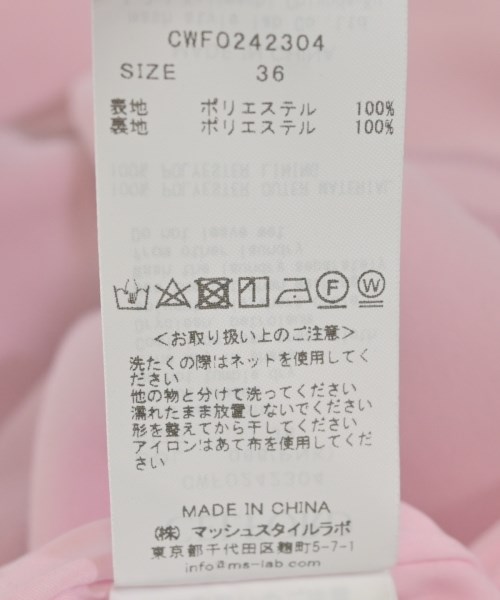 CWF0242304
SIZE 36
表地 ポリエステル 100%
裏地 ポリエステル 100%
F W
<お取り扱い上のご注意>
洗たくの際はネットを使用してく
ださい
他の物と分けて洗ってください
濡れたまま放置しないでください
形を整えてから干してください
アイロンはあて布を使用してくだ
さい
MADE IN CHINA
(株) マッシュスタイルラボ
東京都千代田区麹町5-7-1
info@ms-lab.com